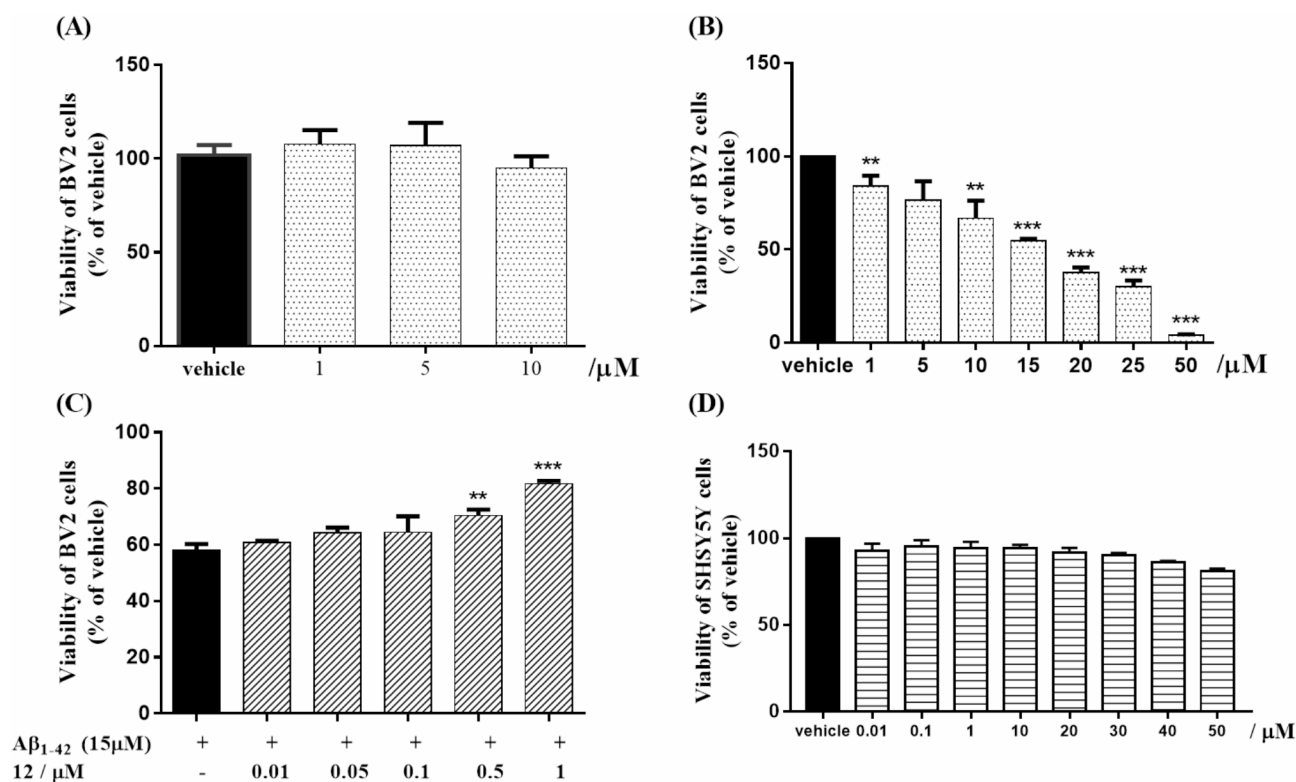 (A)
Viability of BV2 cells
(% of vehicle)
150
100
50
0
vehicle 1 5 10 /μM
(B)
Viability of BV2 cells
(% of vehicle)
150
100
50
0
** ** *** *** *** ***
vehicle 1 5 10 15 20 25 50 /μM
(C)
Viability of BV2 cells
(% of vehicle)
100
80
60
40
20
0
** ***
Aβ1-42 (15μM) + + + + + +
12 / μM - 0.01 0.05 0.1 0.5 1
(D)
Viability of SHSY5Y cells
(% of vehicle)
150
100
50
0
vehicle 0.01 0.1 1 10 20 30 40 50 / μM